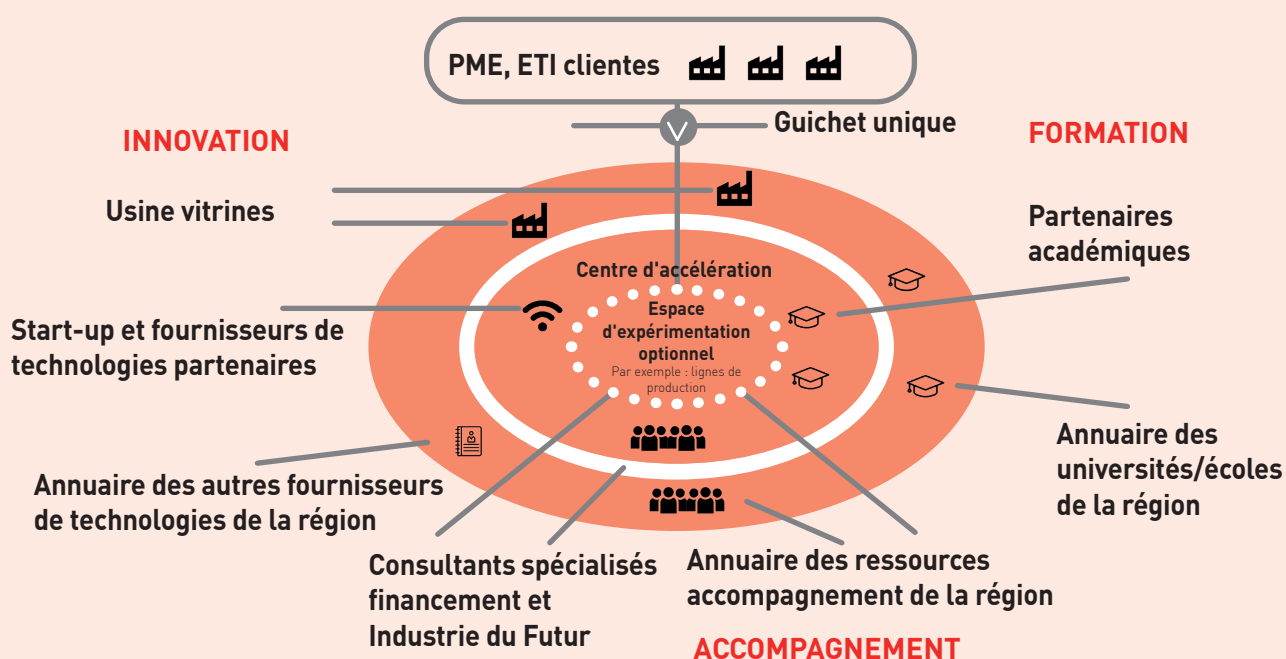 PME, ETI clientes
Guichet unique
INNOVATION
FORMATION
Usine vitrines
Partenaires
académiques
Centre d'accélération
Espace
d'expérimentation
optionnel
Par exemple : lignes de
production
Start-up et fournisseurs de
technologies partenaires
Annuaire des
universités/écoles
de la région
Annuaire des autres fournisseurs
de technologies de la région
Consultants spécialisés
financement et
Industrie du Futur
Annuaire des ressources
accompagnement de la région
ACCOMPAGNEMENT